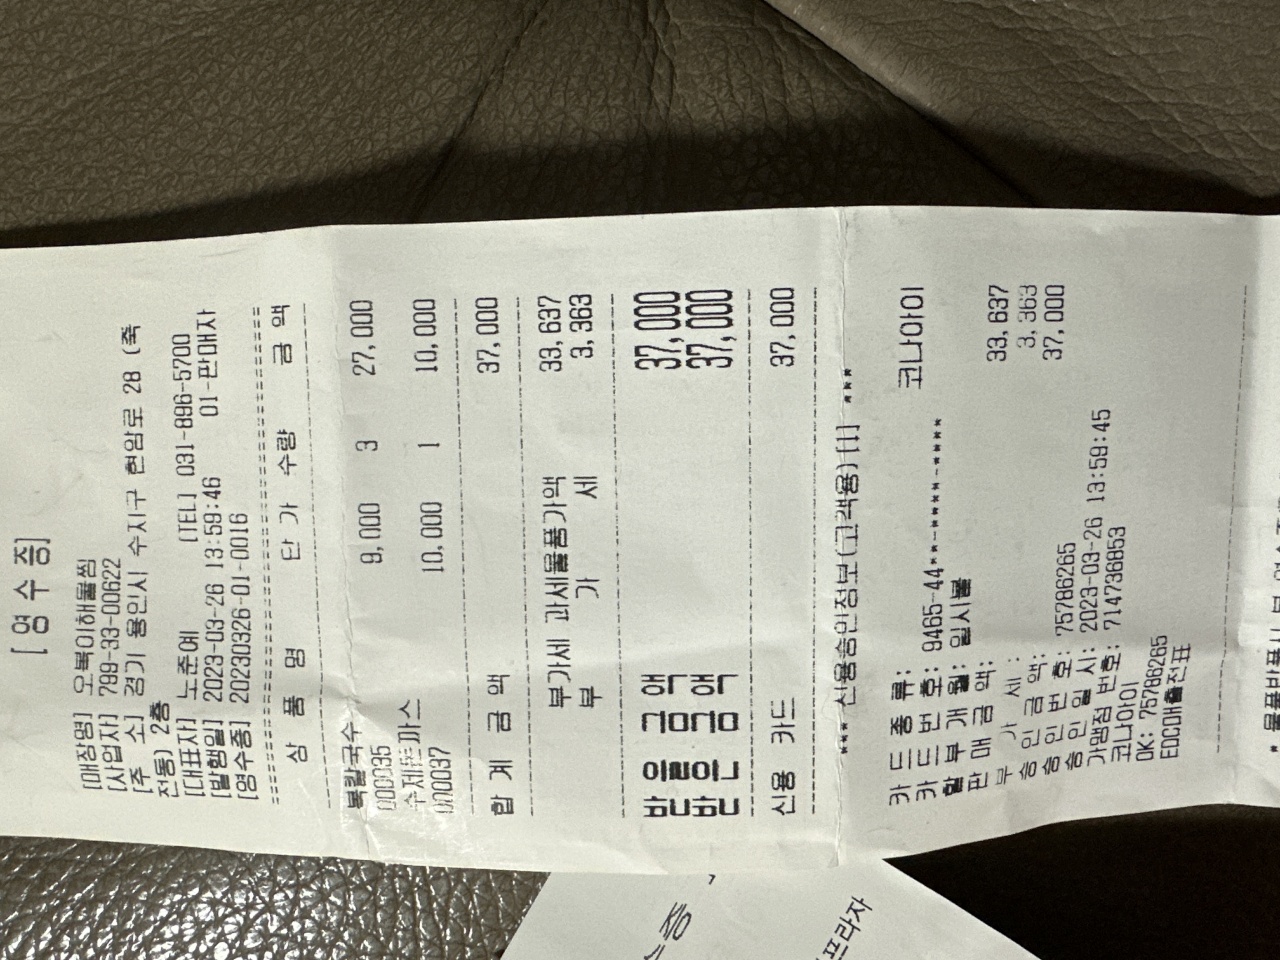 [영 수 증]
[매장명] 오복이해물찜
[사업자] 799-33-00622
[주 소] 경기 용인시 수지구 현암로 28 (죽
전동) 2층
[대표자] 노준예 [TEL] 031-896-5700
[발행일] 2023-03-26 13:59:46 01-판매자
[영수증] 20230326-01-0016
상 품 명 단 가 수량 금 액
복칼국수
000035 9,000 3 27,000
수제돈까스
000037 10,000 1 10,000
합 계 금 액 37,000
부가세 과세물품가액 33,637
부 가 세 3,363
받을금액 37,000
받은금액 37,000
신용 카드 37,000
*** 신용승인정보(고객용)[1] ***
카 드 종 류: 코나아이
카 드 번 호: 9465-44**-****-****
할 부 개 월: 일시불
판 매 금 액: 33,637
부 가 세 : 3,363
승 인 금 액: 37,000
승 인 번 호: 75786265
승 인 일 시: 2023-03-26 13:59:45
가맹점 번호: 714736853
코나아이
OK: 75786265
EDC매출전표
프라자